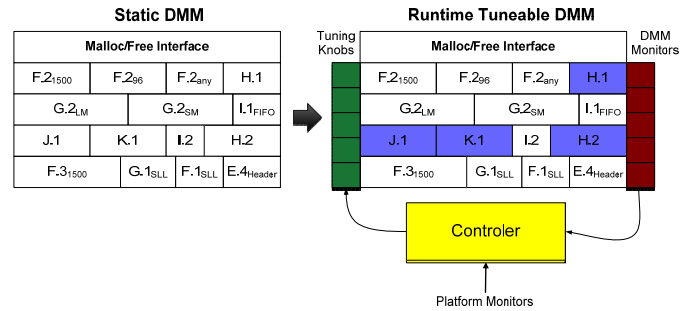 Static DMM
Runtime Tuneable DMM
Tuning
Knobs
DMM
Monitors
Malloc/Free Interface
F.2₁₅₀₀ F.2₉₆ F.2any H.1
G.2LM G.2SM I.1FIFO
J.1 K.1 I.2 H.2
F.3₁₅₀₀ G.1SLL F.1SLL E.4Header
Malloc/Free Interface
F.2₁₅₀₀ F.2₉₆ F.2any H.1
G.2LM G.2SM I.1FIFO
J.1 K.1 I.2 H.2
F.3₁₅₀₀ G.1SLL F.1SLL E.4Header
Controler
Platform Monitors